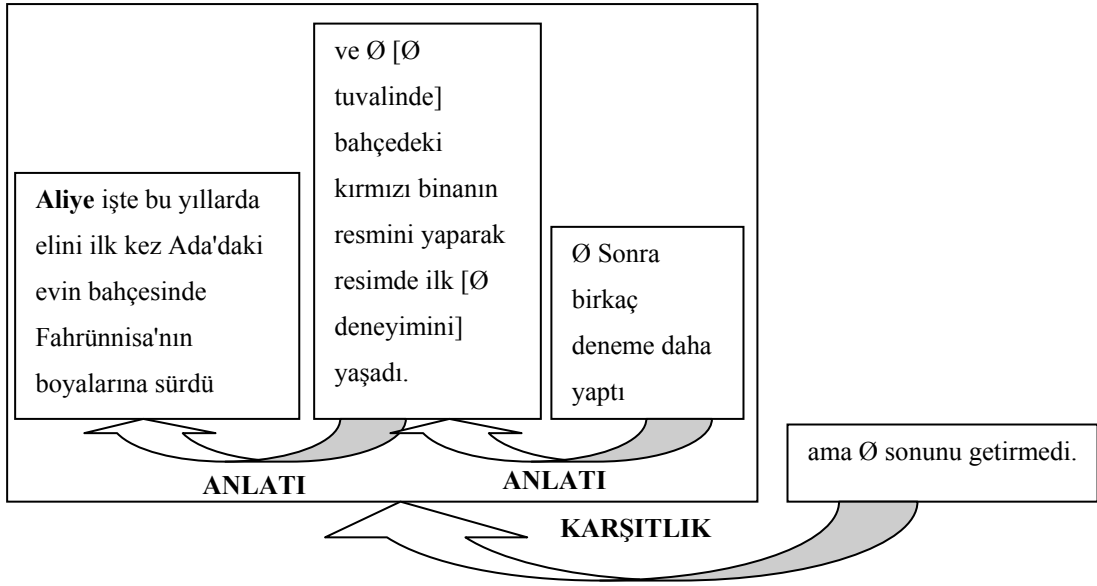 Aliye işte bu yıllarda
elini ilk kez Ada'daki
evin bahçesinde
Fahrünnisa'nın
boyalarına sürdü
ve Ø [Ø
tuvalinde]
bahçedeki
kırmızı binanın
resmini yaparak
resimde ilk [Ø
deneyimini]
yaşadı.
Ø Sonra
birkaç
deneme daha
yaptı
ama Ø sonunu getirmedi.
ANLATI
ANLATI
KARŞITLIK